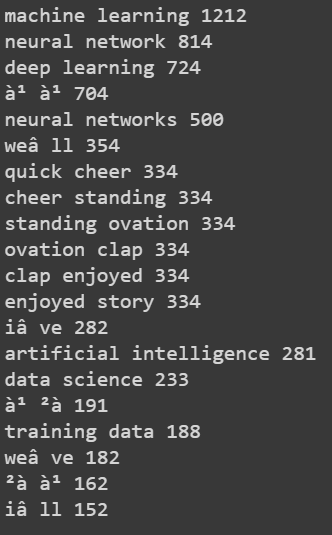 machine learning 1212
neural network 814
deep learning 724
à¹ à¹ 704
neural networks 500
weâ ll 354
quick cheer 334
cheer standing 334
standing ovation 334
ovation clap 334
clap enjoyed 334
enjoyed story 334
iâ ve 282
artificial intelligence 281
data science 233
à¹ ²à 191
training data 188
weâ ve 182
²à à¹ 162
iâ ll 152